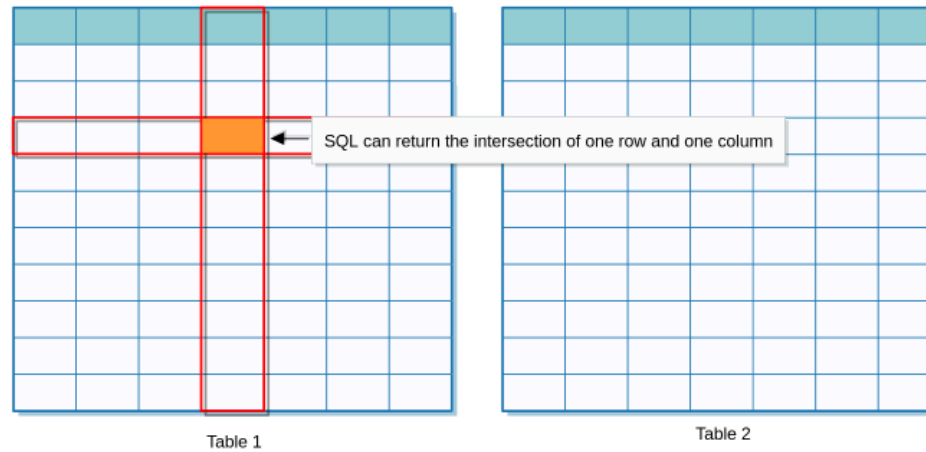 SQL can return the intersection of one row and one column
Table 1
Table 2